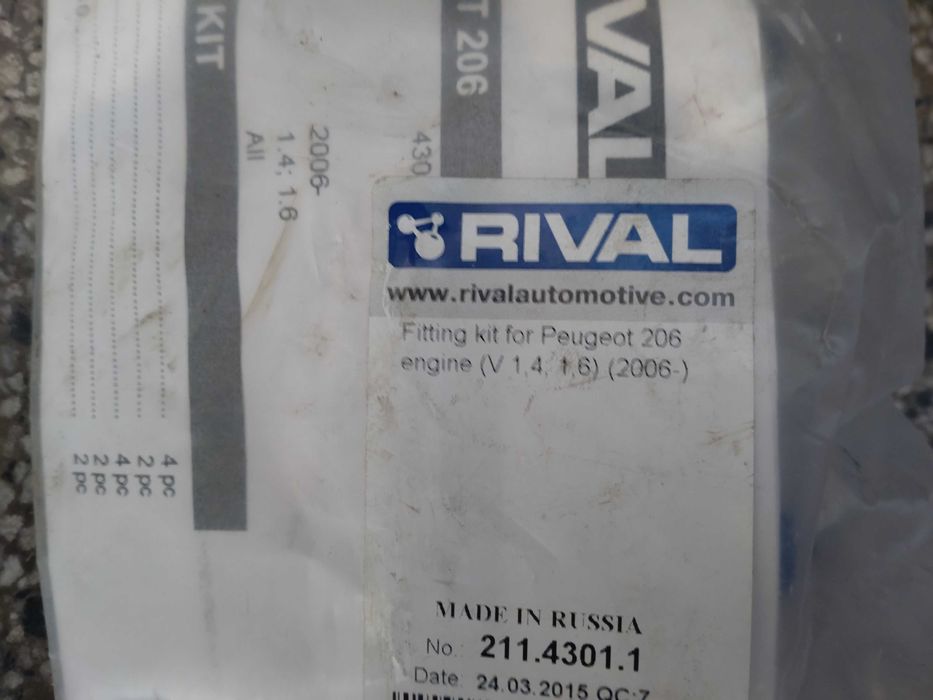 RIVAL
www.rivalautomotive.com
Fitting kit for Peugeot 206
engine (V 1,4; 1,6) (2006-)
MADE IN RUSSIA
No.: 211.4301.1
Date: 24.03.2015 QC:7
VAL
T 206
430
2006-
1.4; 1.6
All
KIT
4 pc
2 pc
4 pc
2 pc
2 pc